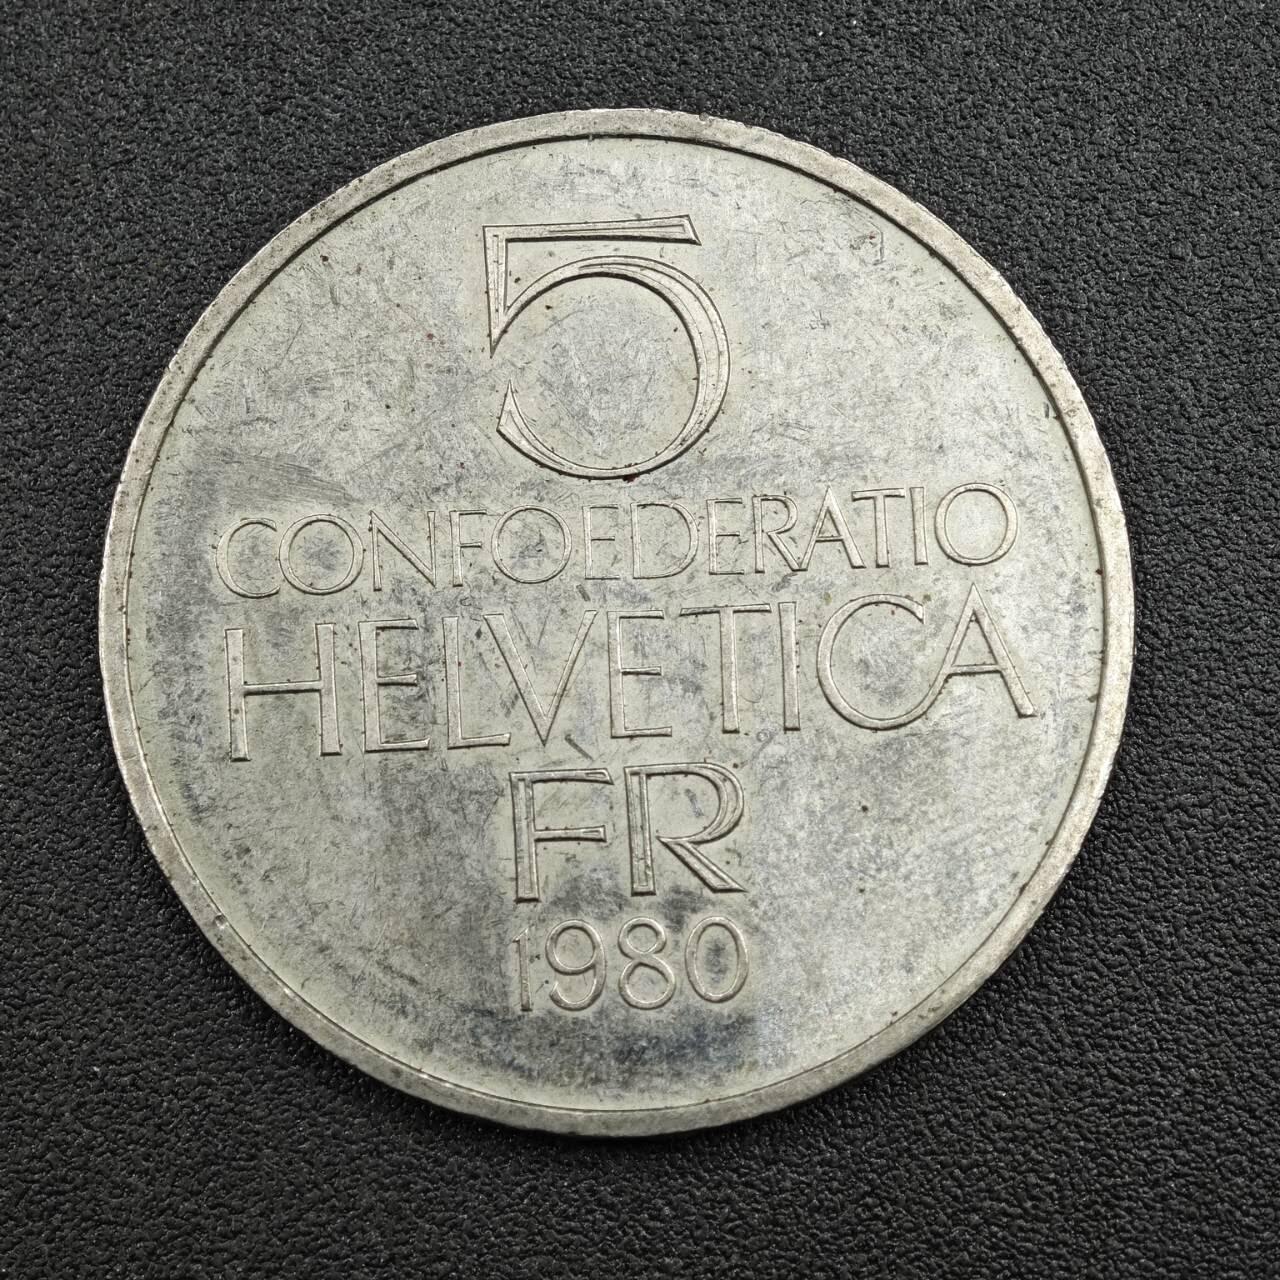 5
CONFOEDERATIO
HELVETICA
FR
1980